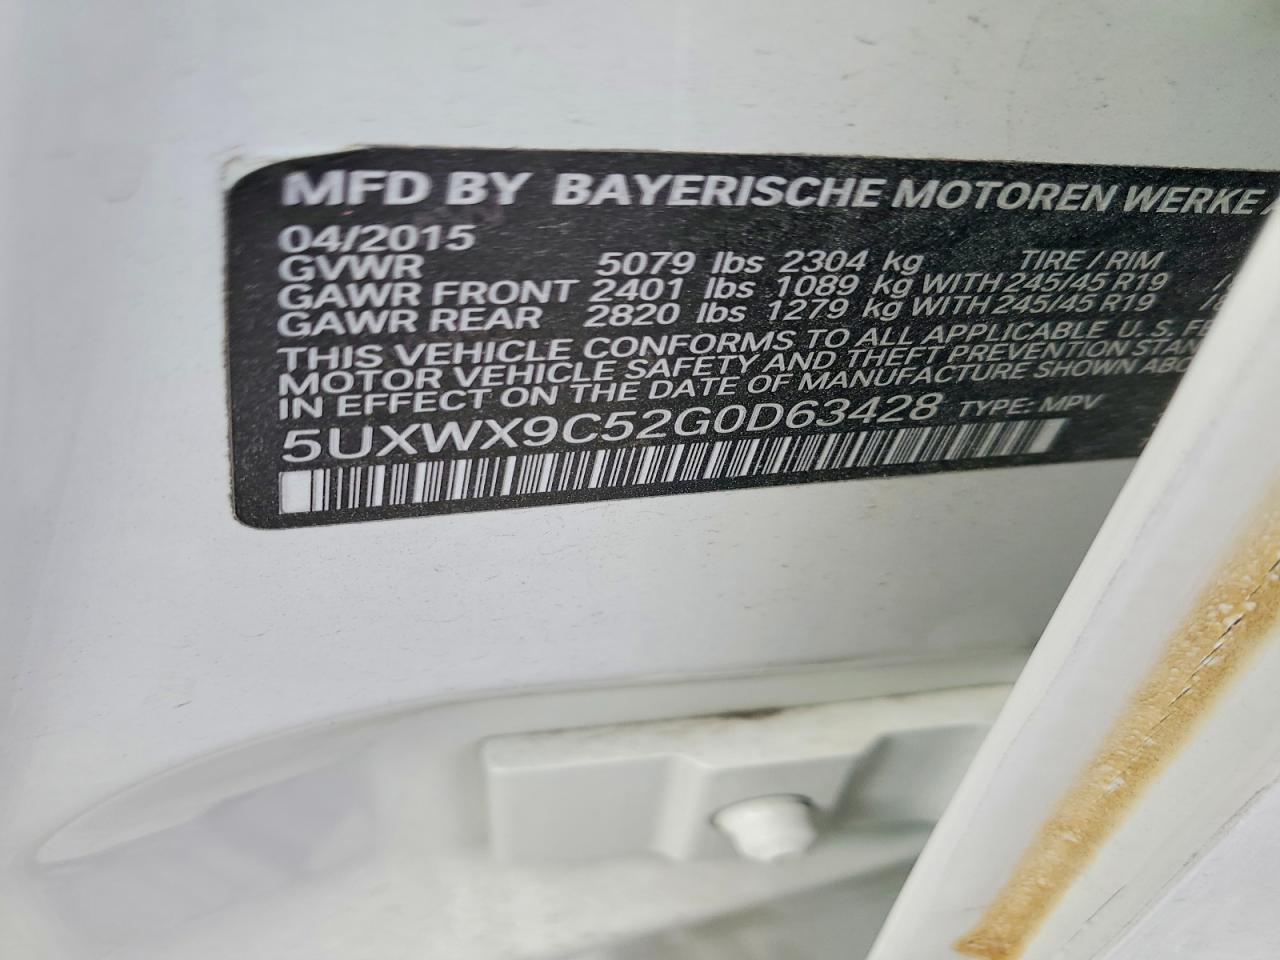 MFD BY BAYERISCHE MOTOREN WERKE
04/2015
GVWR 5079 lbs 2304 kg TIRE / RIM
GAWR FRONT 2401 lbs 1089 kg WITH 245/45 R19
GAWR REAR 2820 lbs 1279 kg WITH 245/45 R19
THIS VEHICLE CONFORMS TO ALL APPLICABLE U.S.
MOTOR VEHICLE SAFETY AND THEFT PREVENTION
IN EFFECT ON THE DATE OF MANUFACTURE SHOWN
5UXWX9C52G0D63428 TYPE: MPV